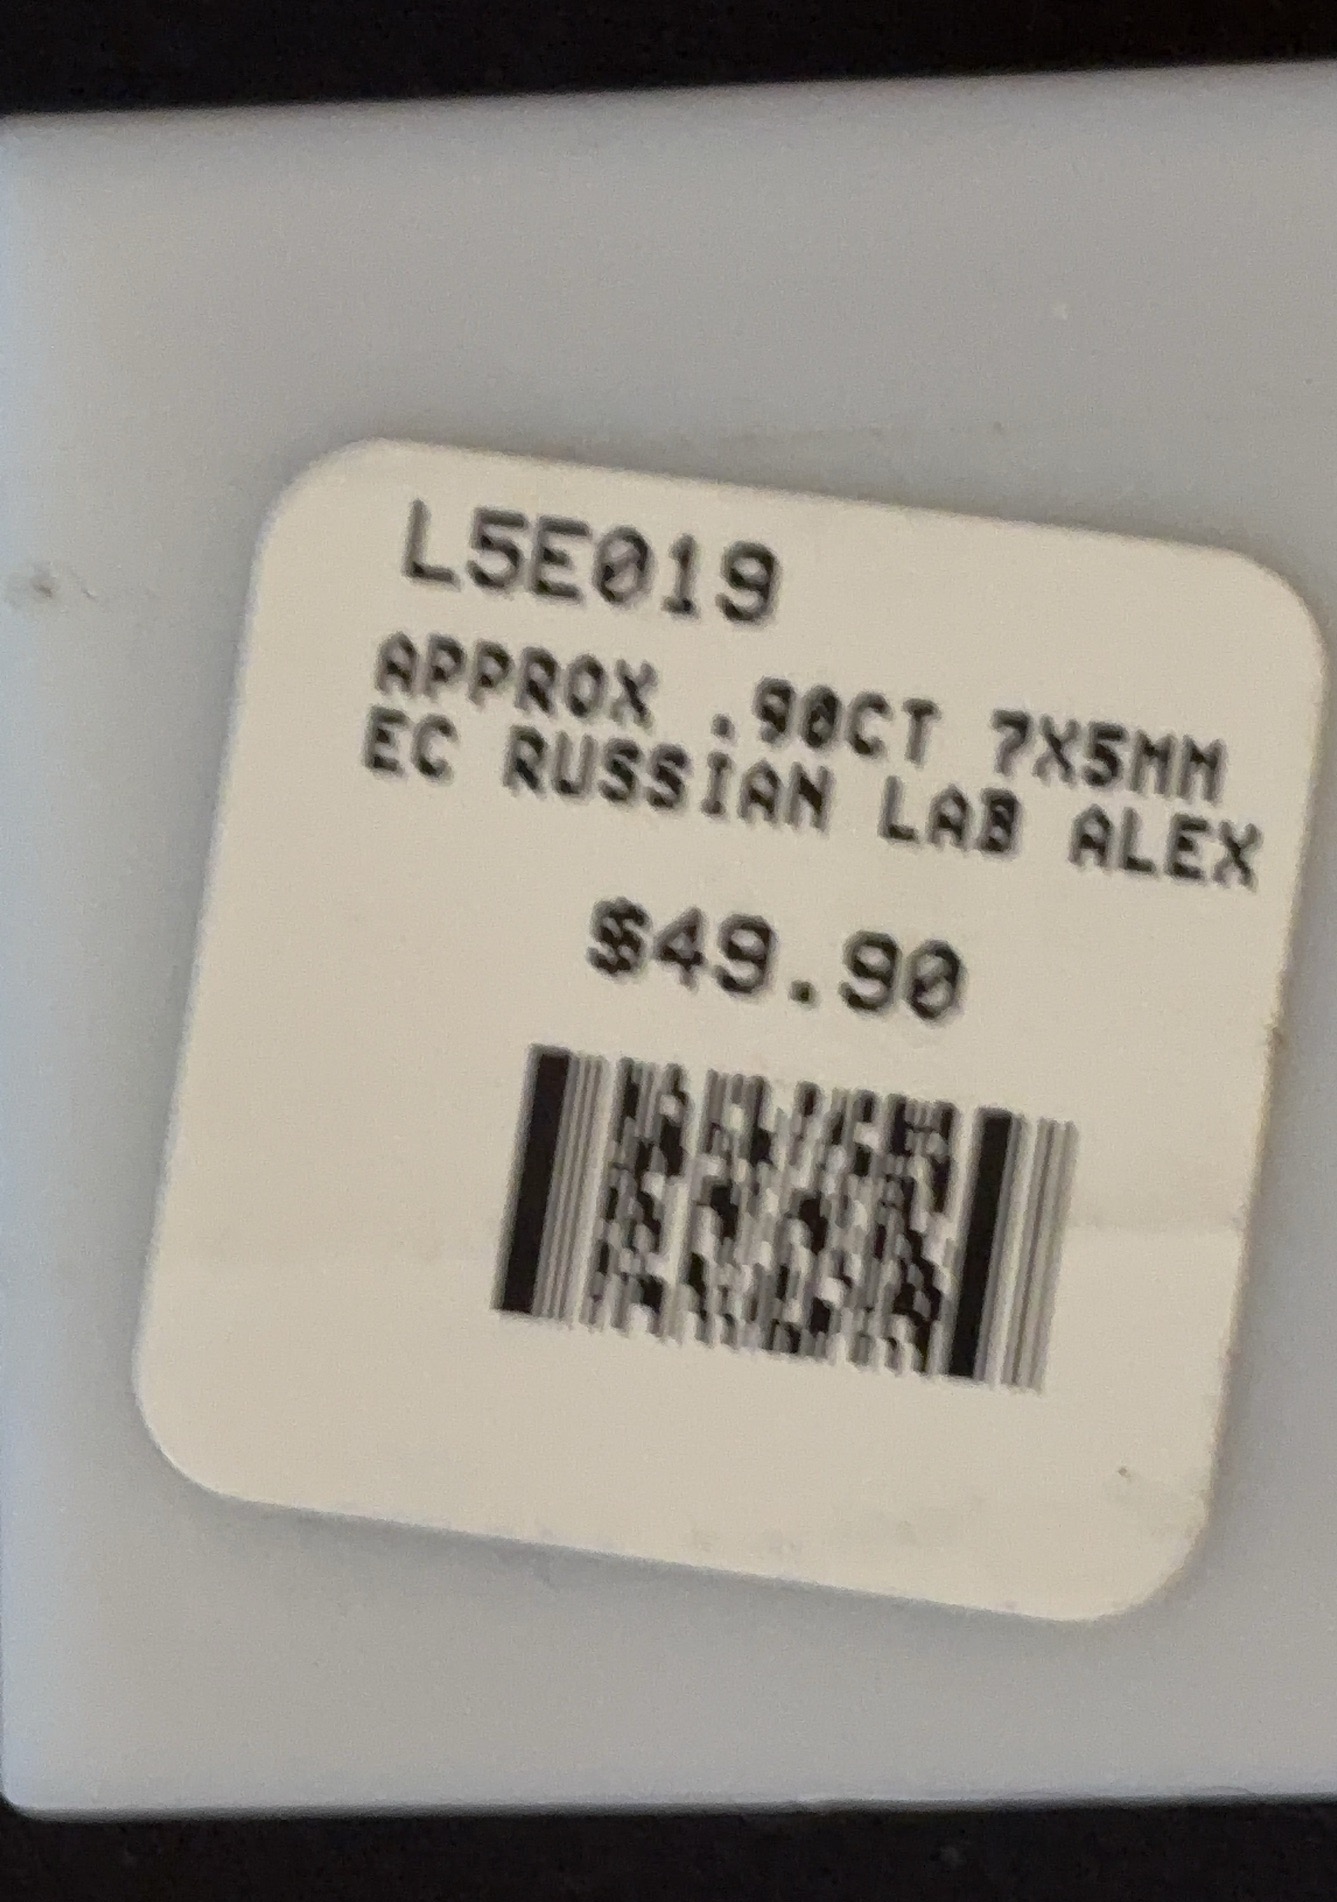 L5E019
APPROX .90CT 7X5MM
EC RUSSIAN LAB ALEX
$49.90